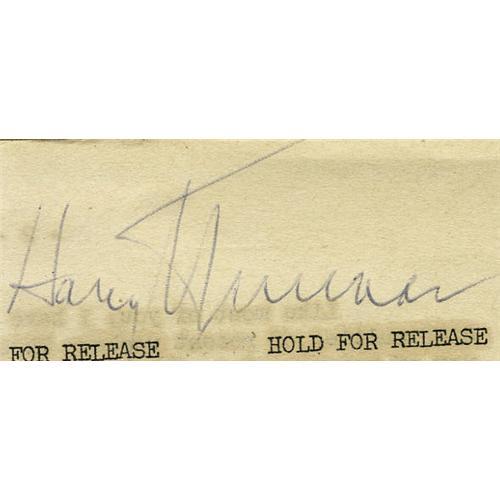 Harry Truman
FOR RELEASE HOLD FOR RELEASE